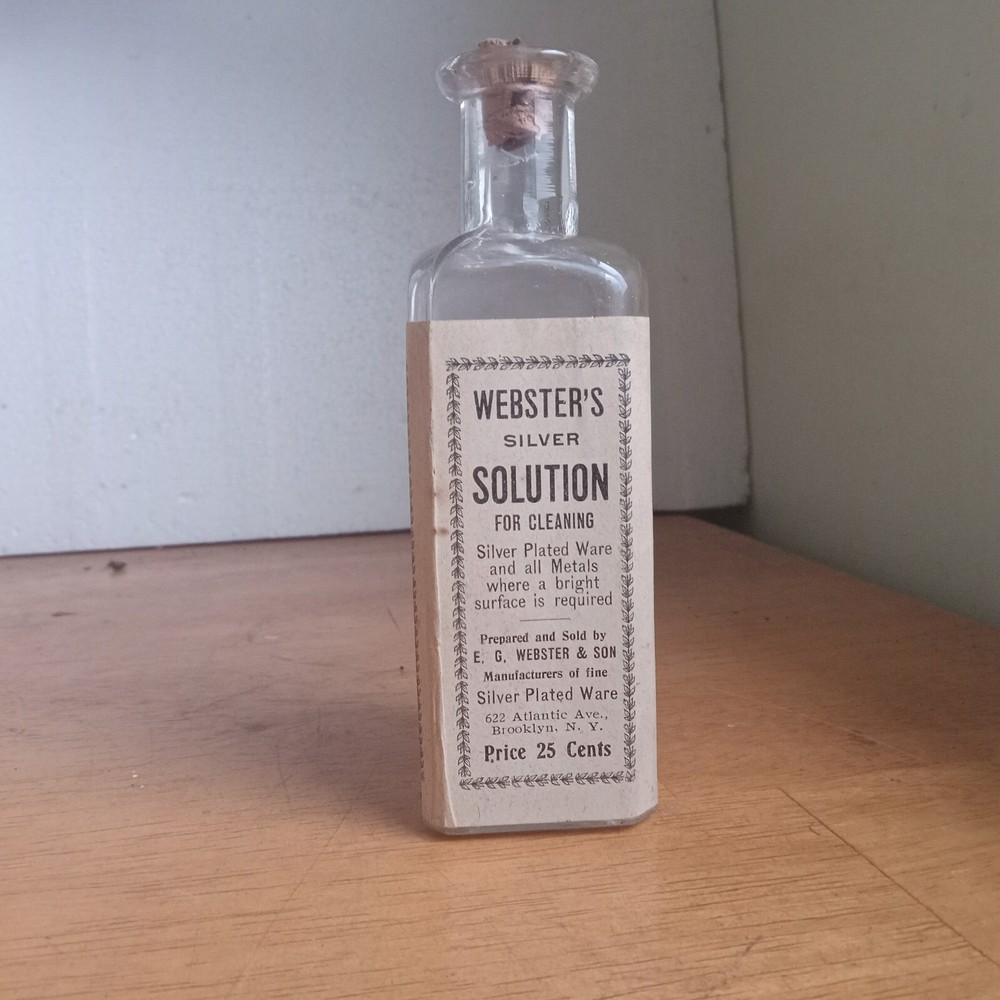 WEBSTER'S
SILVER
SOLUTION
FOR CLEANING
Silver Plated Ware
and all Metals
where a bright
surface is required
Prepared and Sold by
E. G. WEBSTER & SON
Manufacturers of fine
Silver Plated Ware
622 Atlantic Ave.,
Brooklyn, N. Y.
Price 25 Cents